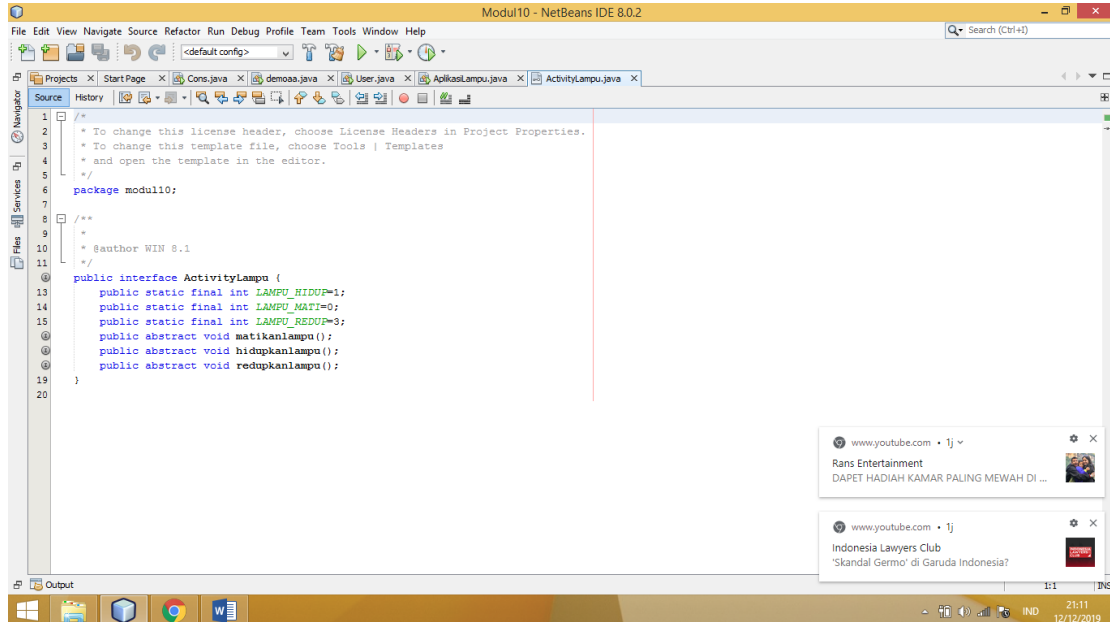 Modul10 - NetBeans IDE 8.0.2
File Edit View Navigate Source Refactor Run Debug Profile Team Tools Window Help
Search (Ctrl+I)
<default config>
Projects Start Page Cons.java demoaa.java User.java AplikasiLampu.java ActivityLampu.java
Source History
Navigator
Services
Files
1 /*
2 * To change this license header, choose License Headers in Project Properties.
3 * To change this template file, choose Tools | Templates
4 * and open the template in the editor.
5 */
6 package modul10;
7
8 /**
9 *
10 * @author WIN 8.1
11 */
public interface ActivityLampu {
13 public static final int LAMPU_HIDUP=1;
14 public static final int LAMPU_MATI=0;
15 public static final int LAMPU_REDUP=3;
public abstract void matikanlampu();
public abstract void hidupkanlampu();
public abstract void redupkanlampu();
19 }
20
www.youtube.com • 1j
Rans Entertainment
DAPET HADIAH KAMAR PALING MEWAH DI ...
www.youtube.com • 1j
Indonesia Lawyers Club
'Skandal Germo' di Garuda Indonesia?
Output
1:1 INS
IND
21:11
12/12/2019